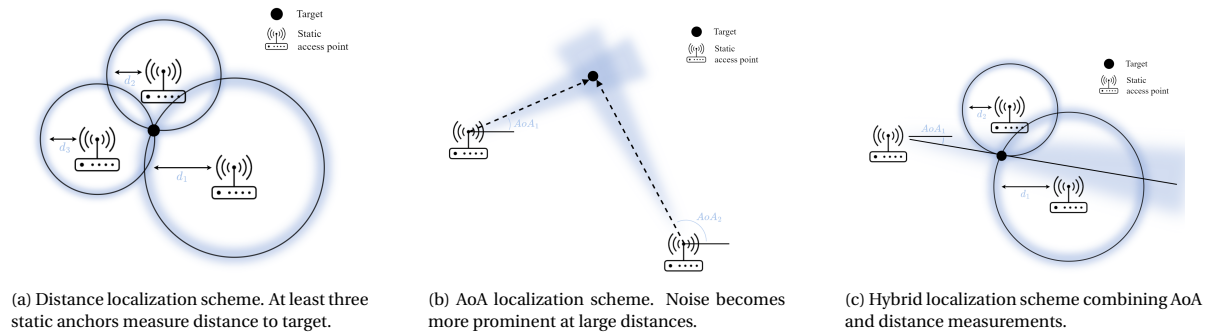 Target
Static
access point
d2
d3
d1
(a) Distance localization scheme. At least three
static anchors measure distance to target.
Target
Static
access point
AoA1
AoA2
(b) AoA localization scheme. Noise becomes
more prominent at large distances.
Target
Static
access point
d2
AoA1
d1
(c) Hybrid localization scheme combining AoA
and distance measurements.